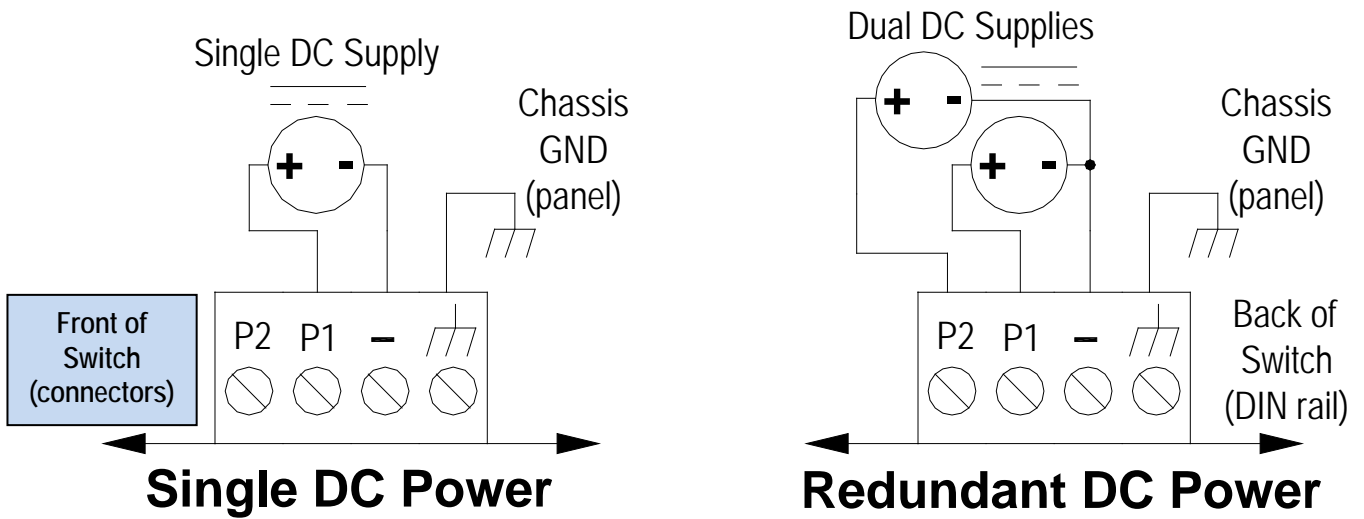 Single DC Supply
Chassis
GND
(panel)
+ -
Front of
Switch
(connectors)
P2 P1 –
Single DC Power
Dual DC Supplies
+ -
+ -
Chassis
GND
(panel)
P2 P1 –
Back of
Switch
(DIN rail)
Redundant DC Power